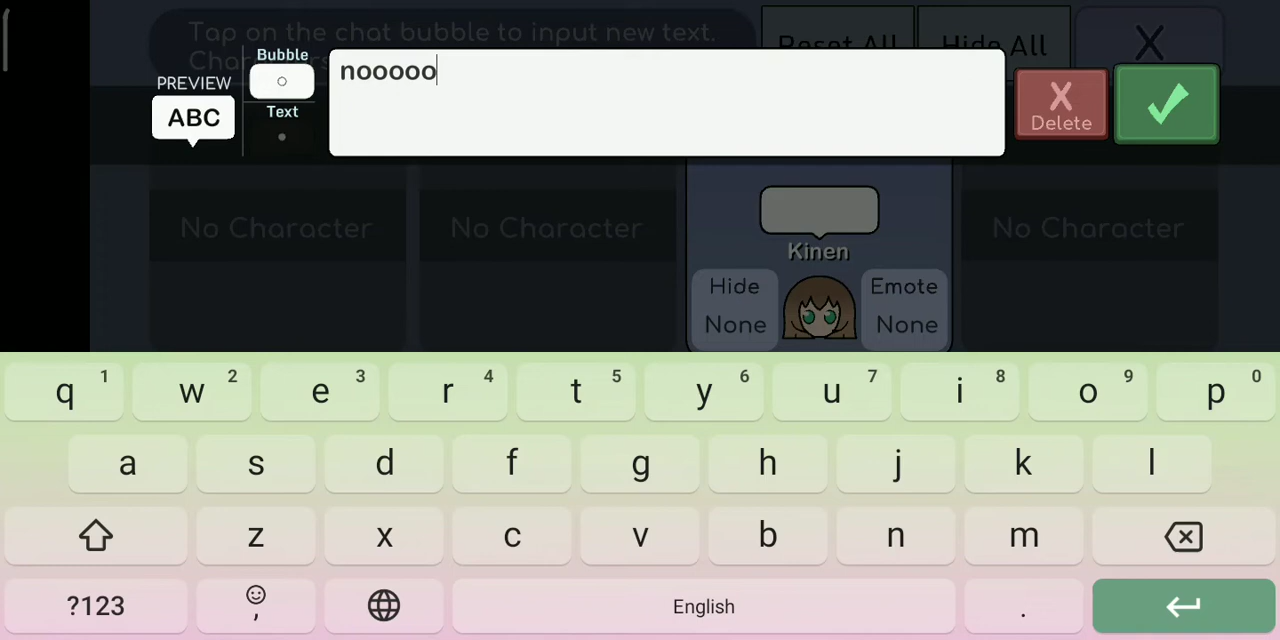 Tap on the chat bubble to input new text.
Reset All
Hide All
X
Bubble
PREVIEW
ABC
Text
nooooo
X
Delete
No Character
No Character
Kinen
Hide
None
Emote
None
No Character
q 1 w 2 e 3 r 4 t 5 y 6 u 7 i 8 o 9 p 0
a s d f g h j k l
z x c v b n m
?123 , English .